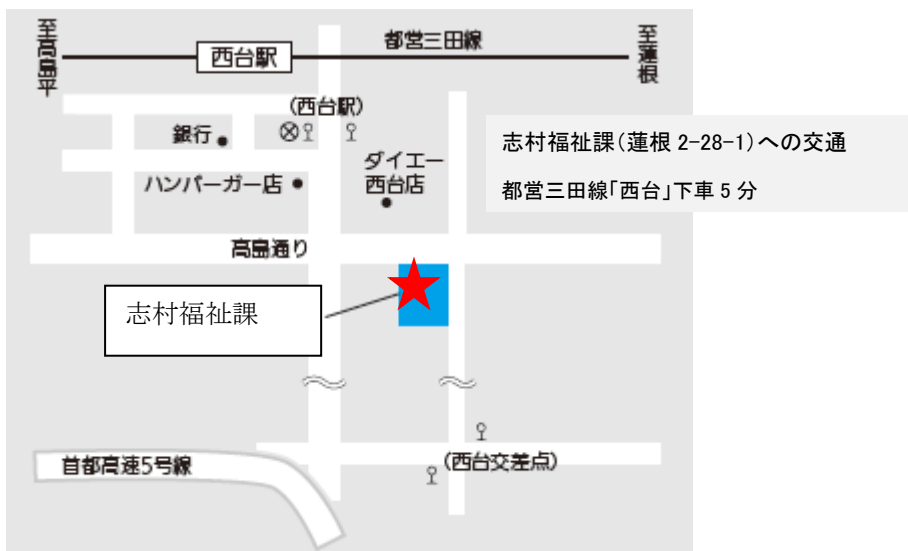 至高島平
西台駅
都営三田線
至蓮根
(西台駅)
銀行
ハンバーガー店
ダイエー
西台店
志村福祉課(蓮根 2-28-1)への交通
都営三田線「西台」下車 5 分
高島通り
志村福祉課
首都高速5号線
(西台交差点)